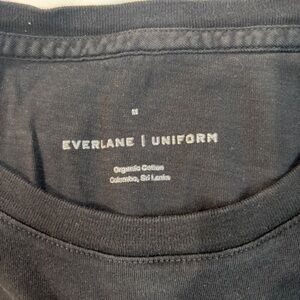 M
EVERLANE | UNIFORM
Organic Cotton
Colombo, Sri Lanka